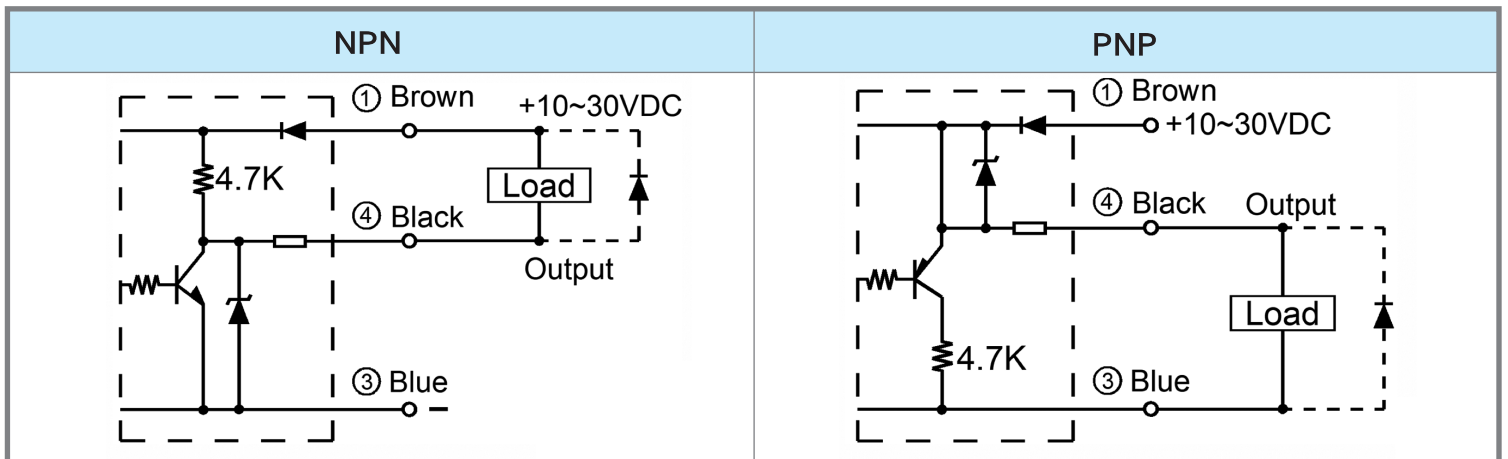 NPN
① Brown
+10~30VDC
4.7K
Load
④ Black
Output
③ Blue
PNP
① Brown
+10~30VDC
④ Black
Output
Load
4.7K
③ Blue